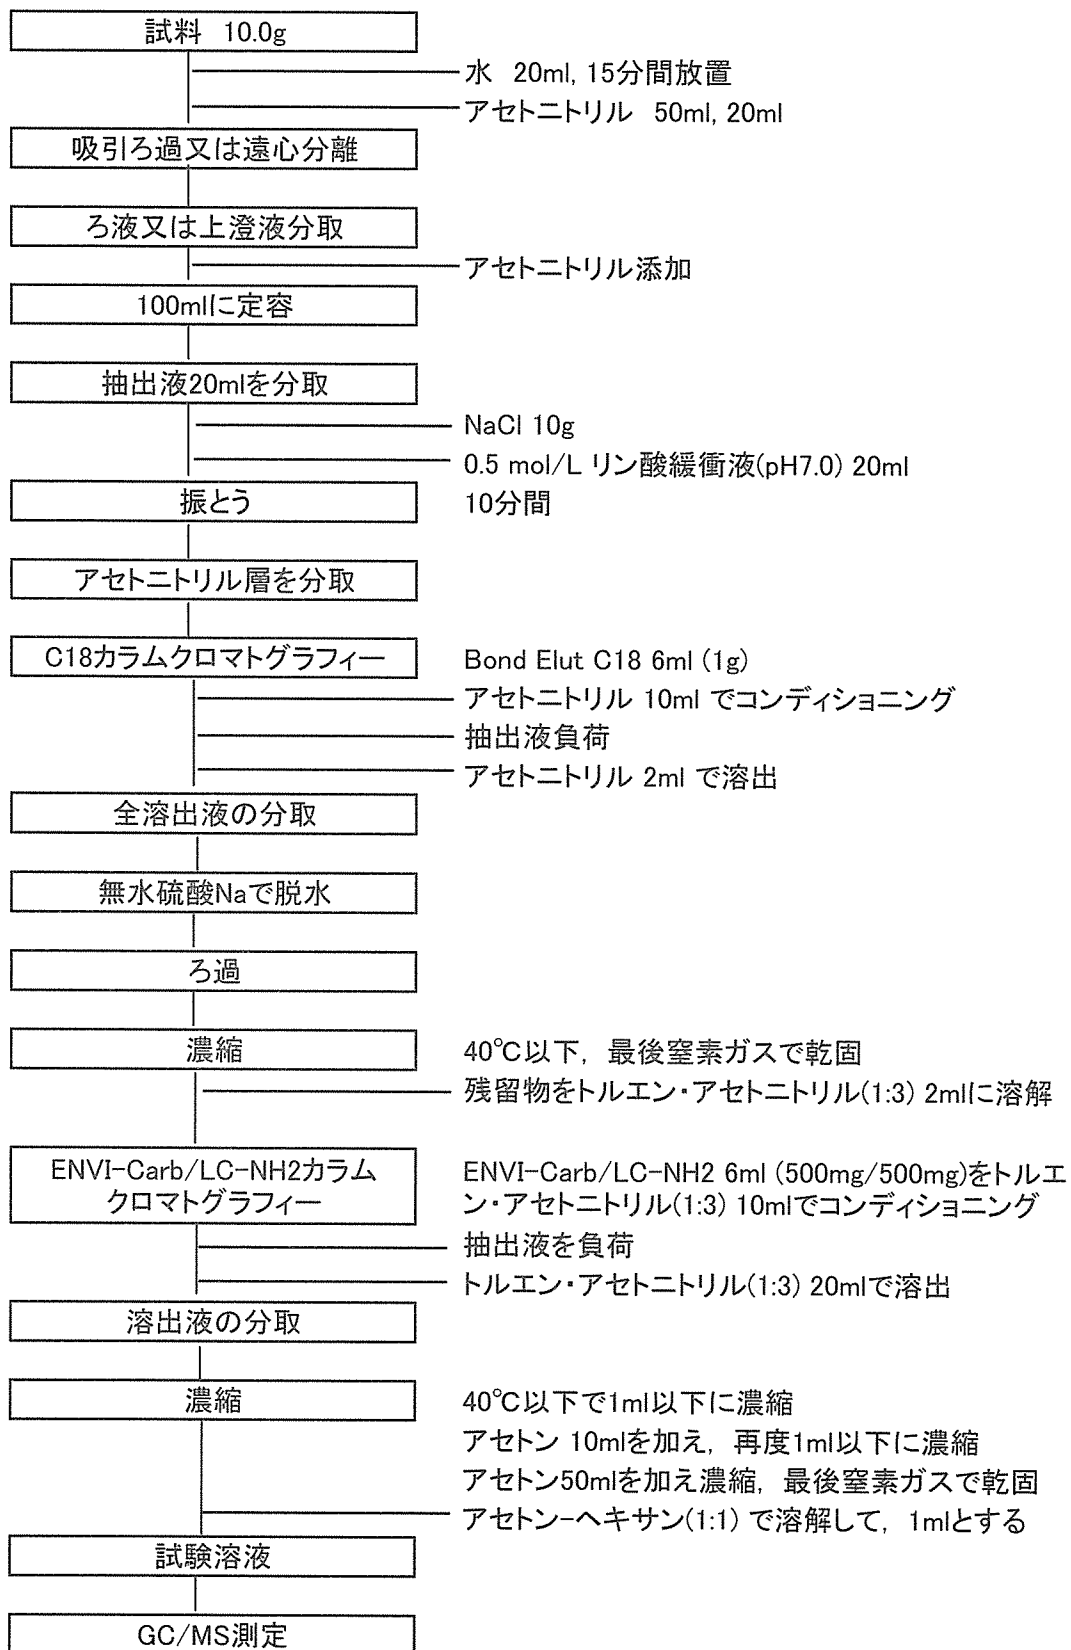 試料 10.0g
水 20ml, 15分間放置
アセトニトリル 50ml, 20ml
吸引ろ過又は遠心分離
ろ液又は上澄液分取
アセトニトリル添加
100mlに定容
抽出液20mlを分取
NaCl 10g
0.5 mol/L リン酸緩衝液(pH7.0) 20ml
振とう
10分間
アセトニトリル層を分取
C18カラムクロマトグラフィー
Bond Elut C18 6ml (1g)
アセトニトリル 10ml でコンディショニング
抽出液負荷
アセトニトリル 2ml で溶出
全溶出液の分取
無水硫酸Naで脱水
ろ過
濃縮
40℃以下, 最後窒素ガスで乾固
残留物をトルエン・アセトニトリル(1:3) 2mlに溶解
ENVI-Carb/LC-NH2カラム
クロマトグラフィー
ENVI-Carb/LC-NH2 6ml (500mg/500mg)をトルエ
ン・アセトニトリル(1:3) 10mlでコンディショニング
抽出液を負荷
トルエン・アセトニトリル(1:3) 20mlで溶出
溶出液の分取
濃縮
40℃以下で1ml以下に濃縮
アセトン 10mlを加え, 再度1ml以下に濃縮
アセトン50mlを加え濃縮, 最後窒素ガスで乾固
アセトン-ヘキサン(1:1) で溶解して, 1mlとする
試験溶液
GC/MS測定